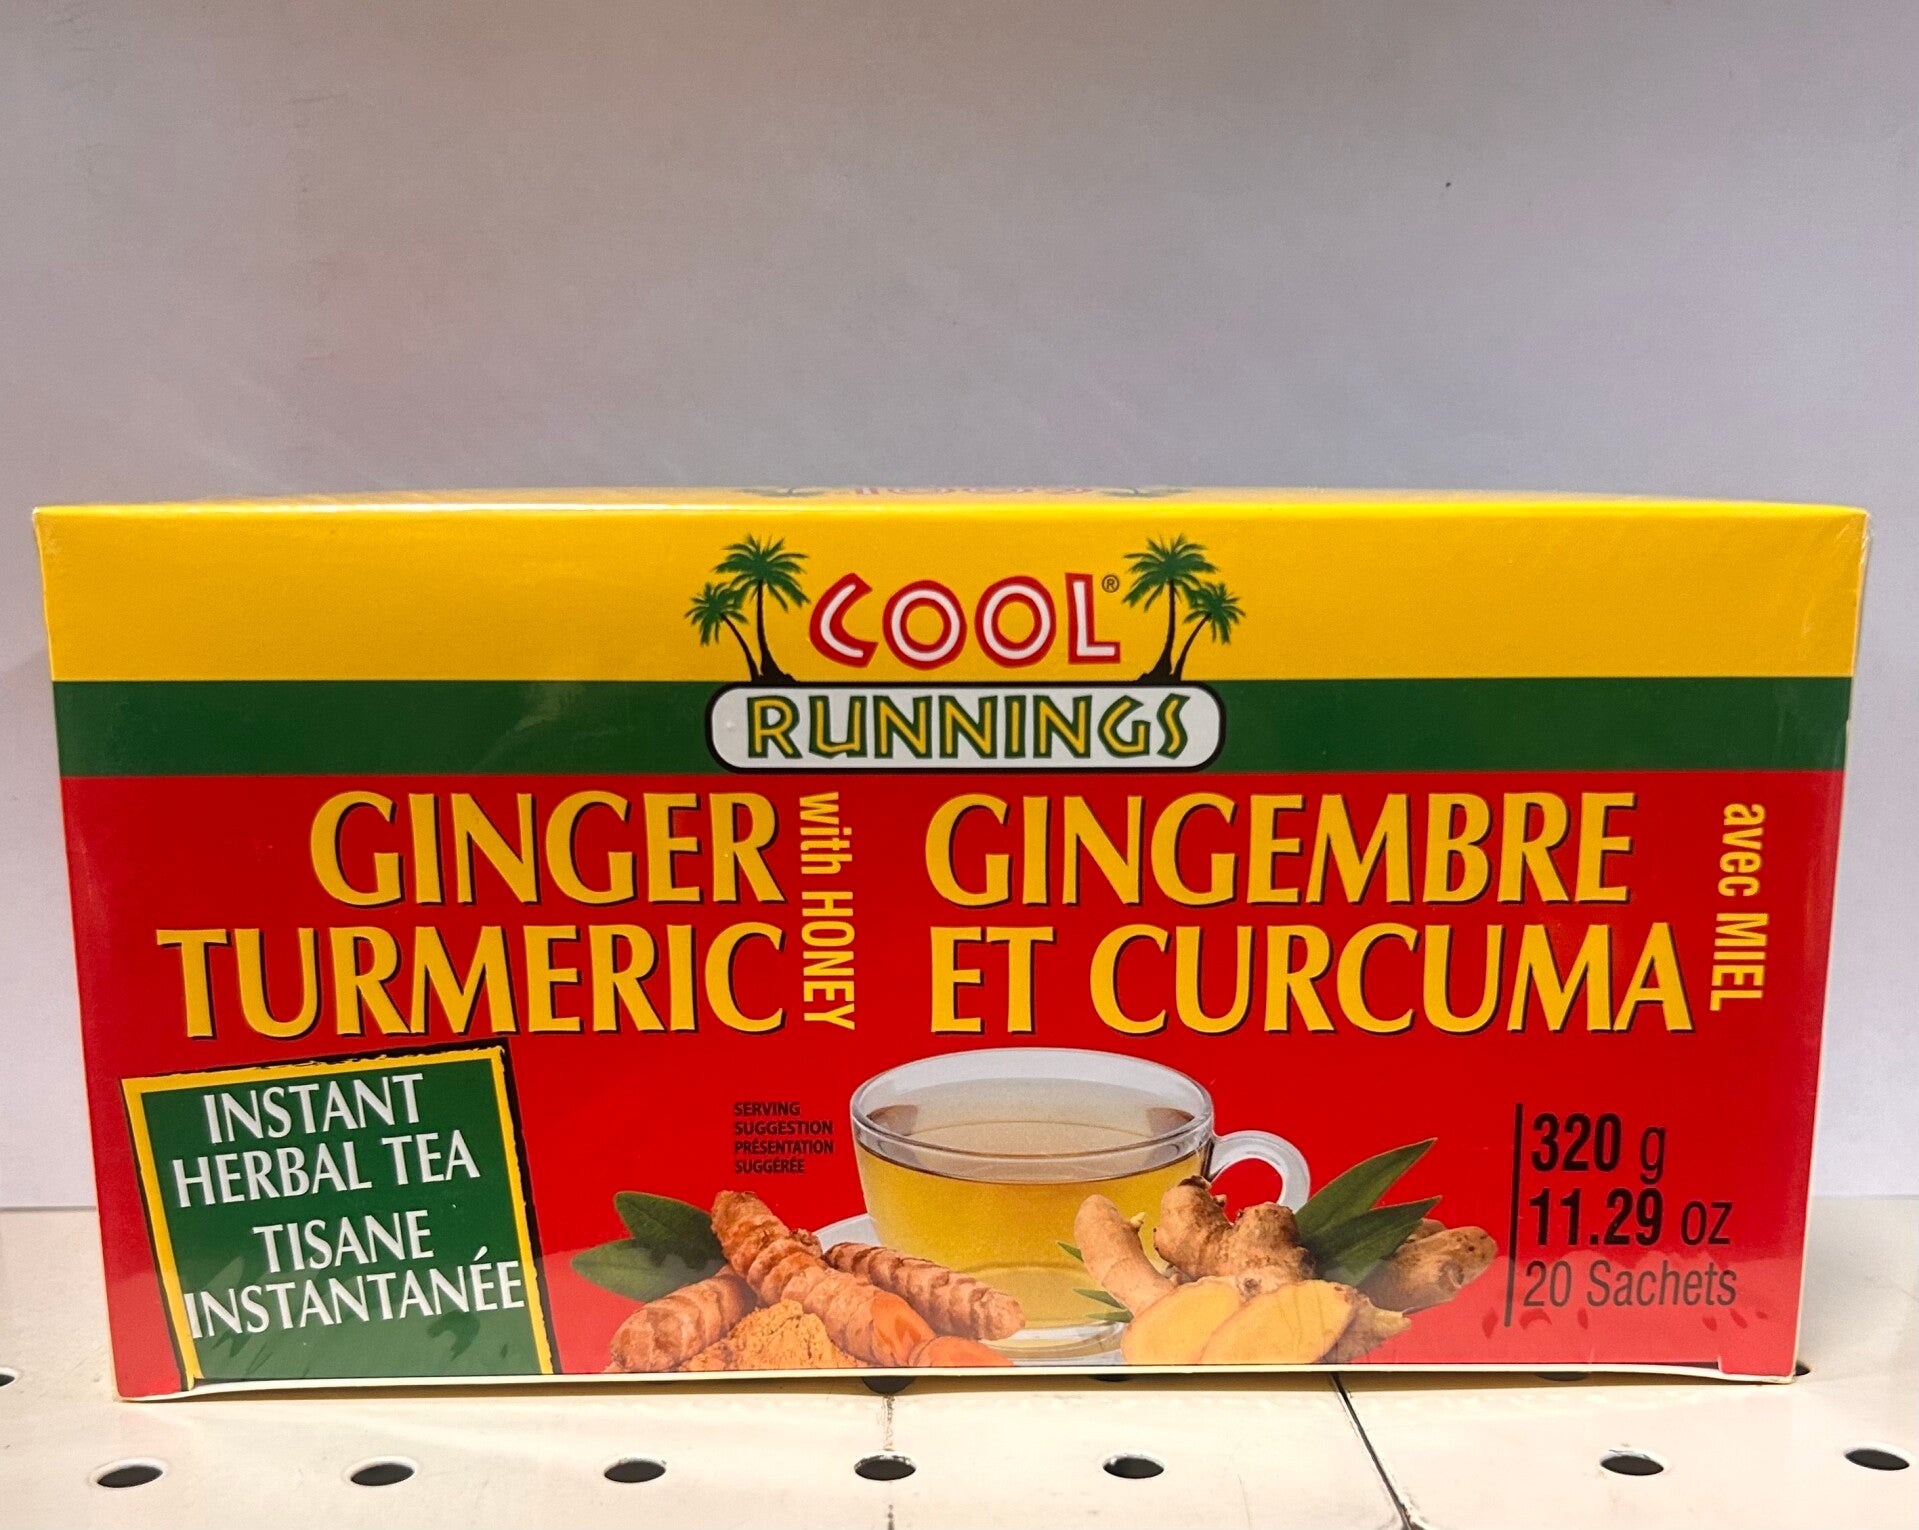 COOL®
RUNNINGS
GINGER
TURMERIC
with HONEY
GINGEMBRE
ET CURCUMA
avec MIEL
INSTANT
HERBAL TEA
TISANE
INSTANTANÉE
SERVING
SUGGESTION
PRÉSENTATION
SUGGÉRÉE
320 g
11.29 oz
20 Sachets